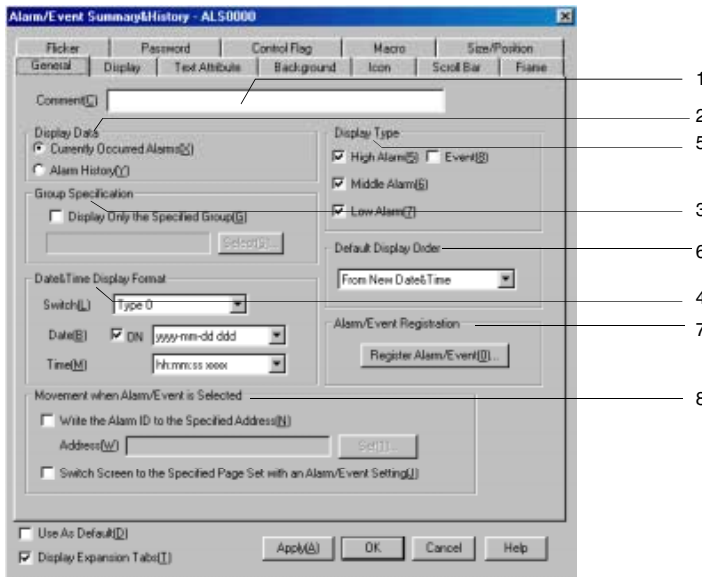 Alarm/Event Summary&History - ALS0000
Flicker Password Control Flag Macro Size/Position
General Display Text Attribute Background Icon Scroll Bar Frame
Comment(C) 1
Display Data 2
Currently Occurred Alarms(X)
Alarm History(Y)
Display Type 5
High Alarm(5) Event(8)
Middle Alarm(6)
Low Alarm(7)
Group Specification
Display Only the Specified Group(G) 3
Default Display Order 6
From New Date&Time
Date&Time Display Format
Switch(L) Type 0 4
Date(B) ON yyyy-mm-dd ddd
Time(M) hh:mm:ss xxxx
Alarm/Event Registration 7
Register Alarm/Event(0)...
Movement when Alarm/Event is Selected 8
Write the Alarm ID to the Specified Address(N)
Address(W)
Switch Screen to the Specified Page Set with an Alarm/Event Setting(J)
Use As Default(D)
Display Expansion Tabs(T)
Apply(A) OK Cancel Help